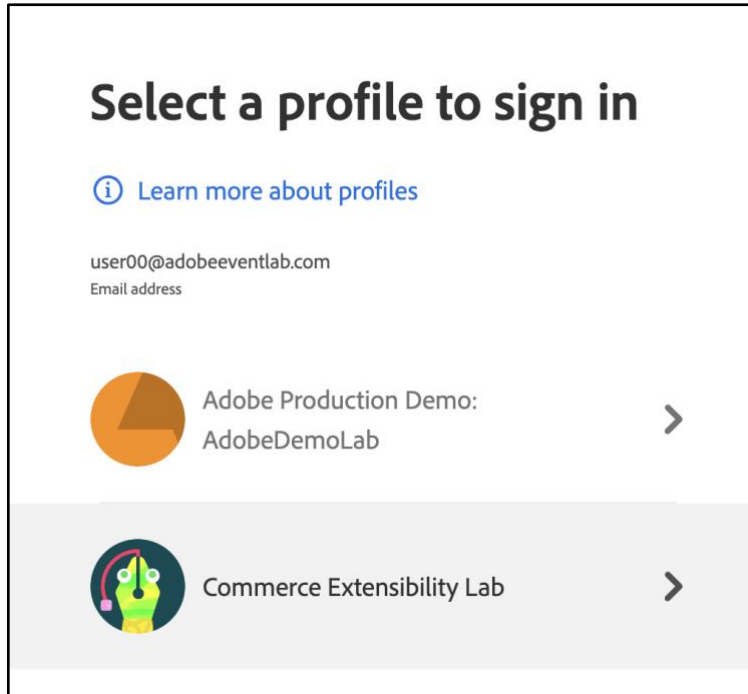 Select a profile to sign in
Learn more about profiles
user00@adobeeventlab.com
Email address
Adobe Production Demo:
AdobeDemoLab
Commerce Extensibility Lab